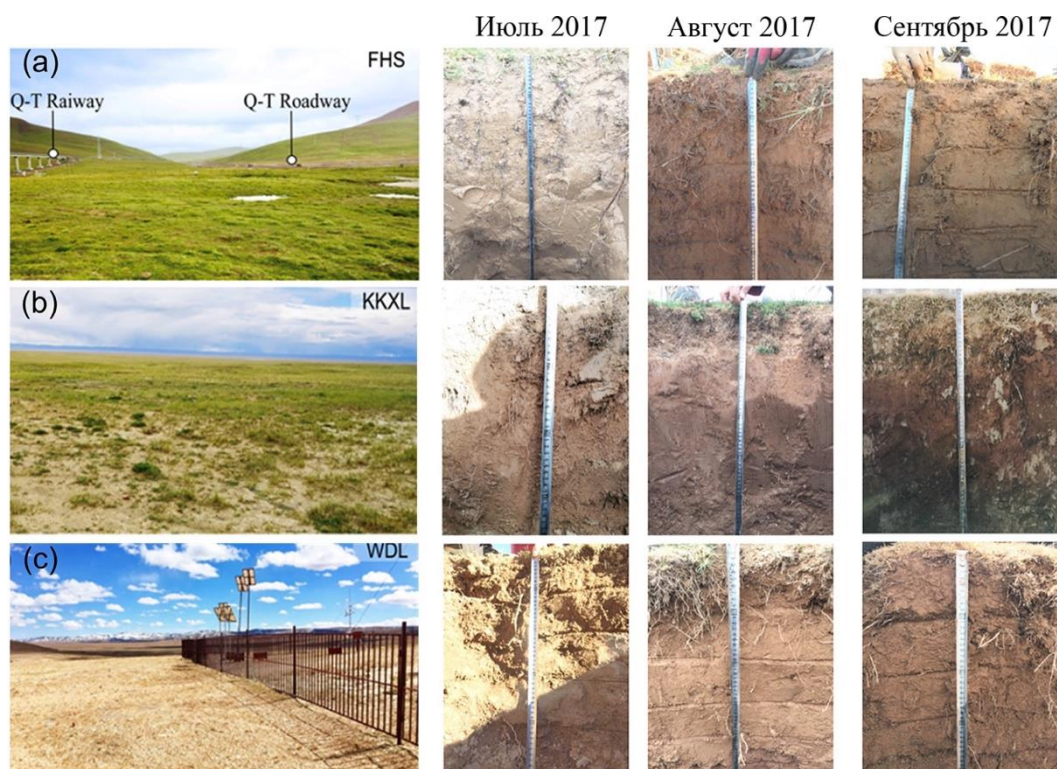 Июль 2017
Август 2017
Сентябрь 2017
(a)
FHS
Q-T Raiway
Q-T Roadway
(b)
KKXL
(c)
WDL